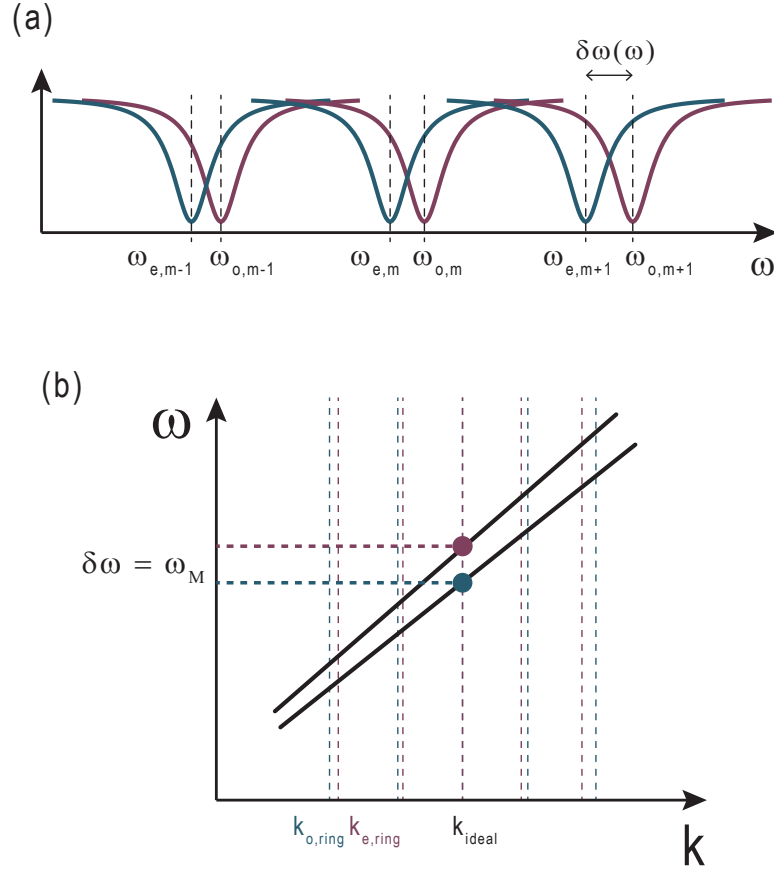 (a)
δω(ω)
ω_e,m-1 ω_o,m-1 ω_e,m ω_o,m ω_e,m+1 ω_o,m+1 ω
(b)
ω
δω = ω_M
k_o,ring k_e,ring k_ideal
k